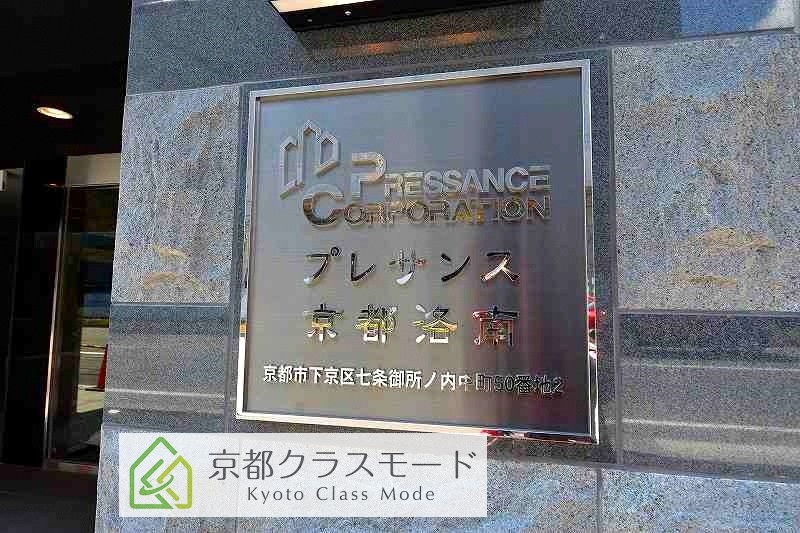 PRESSANCE
CORPORATION
プレサンス
京都洛南
京都市下京区七条御所ノ内中町50番地2
京都クラスモード
Kyoto Class Mode